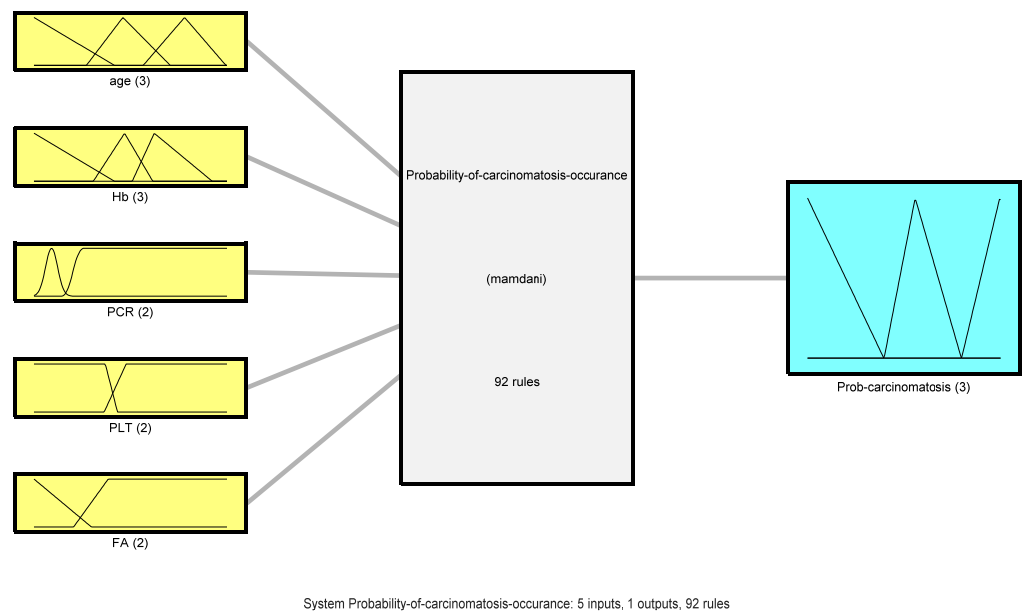 age (3)
Hb (3)
PCR (2)
PLT (2)
FA (2)
Probability-of-carcinomatosis-occurance
(mamdani)
92 rules
Prob-carcinomatosis (3)
System Probability-of-carcinomatosis-occurance: 5 inputs, 1 outputs, 92 rules